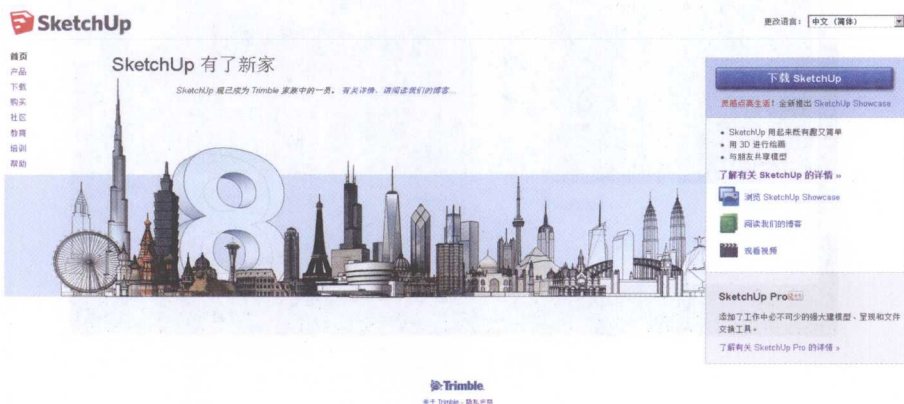 SketchUp
更改语言： 中文（简体）
首页
产品
下载
购买
社区
教育
培训
帮助
SketchUp 有了新家
SketchUp 现已成为 Trimble 家族中的一员。有关详情，请阅读我们的博客...
8
下载 SketchUp
灵感点亮生活！全新推出 SketchUp Showcase
• SketchUp 用起来既有趣又简单
• 用 3D 进行绘图
• 与朋友共享模型
了解有关 SketchUp 的详情 »
浏览 SketchUp Showcase
阅读我们的博客
观看视频
SketchUp Pro
添加了工作中必不可少的强大建模型、呈现和文件
交换工具。
了解有关 SketchUp Pro 的详情 »
Trimble.
关于 Trimble -